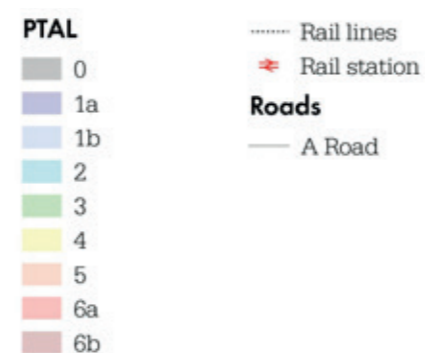 PTAL
0
1a
1b
2
3
4
5
6a
6b
Rail lines
Rail station
Roads
A Road